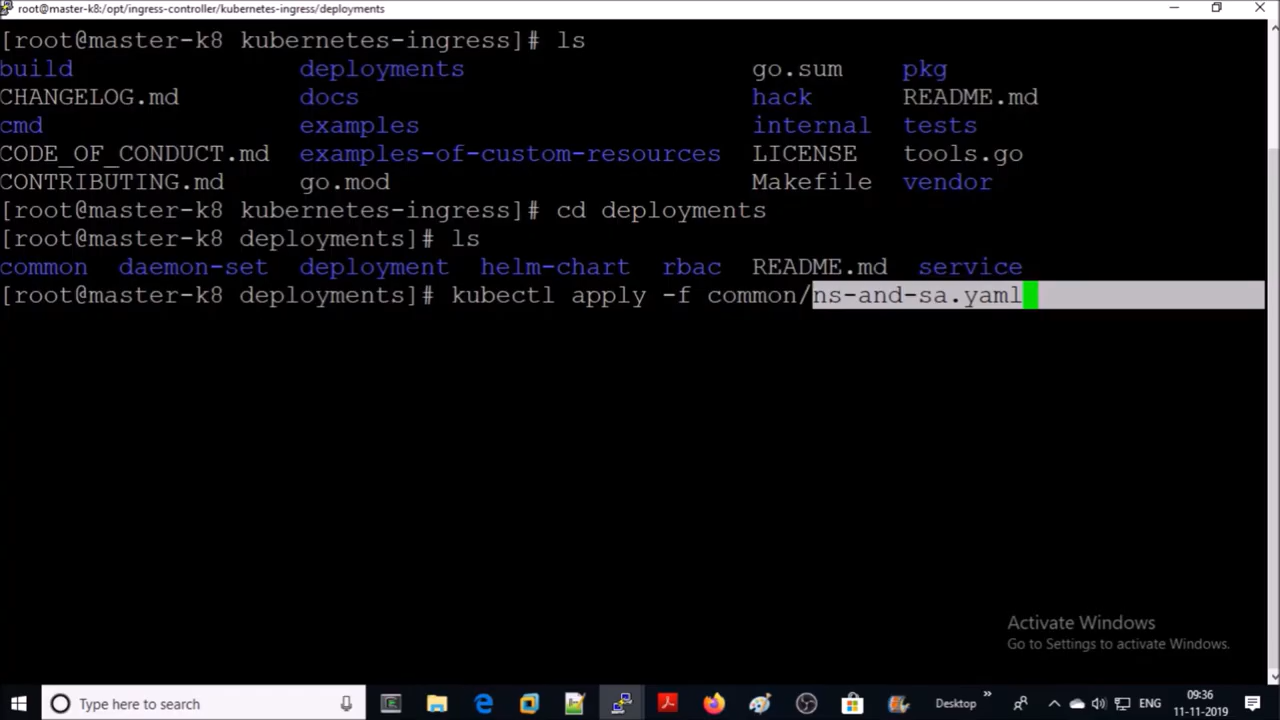 root@master-k8:/opt/ingress-controller/kubernetes-ingress/deployments
[root@master-k8 kubernetes-ingress]# ls
build deployments go.sum pkg
CHANGELOG.md docs hack README.md
cmd examples internal tests
CODE_OF_CONDUCT.md examples-of-custom-resources LICENSE tools.go
CONTRIBUTING.md go.mod Makefile vendor
[root@master-k8 kubernetes-ingress]# cd deployments
[root@master-k8 deployments]# ls
common daemon-set deployment helm-chart rbac README.md service
[root@master-k8 deployments]# kubectl apply -f common/ns-and-sa.yaml
Activate Windows
Go to Settings to activate Windows.
Type here to search
Desktop
ENG
09:36
11-11-2019